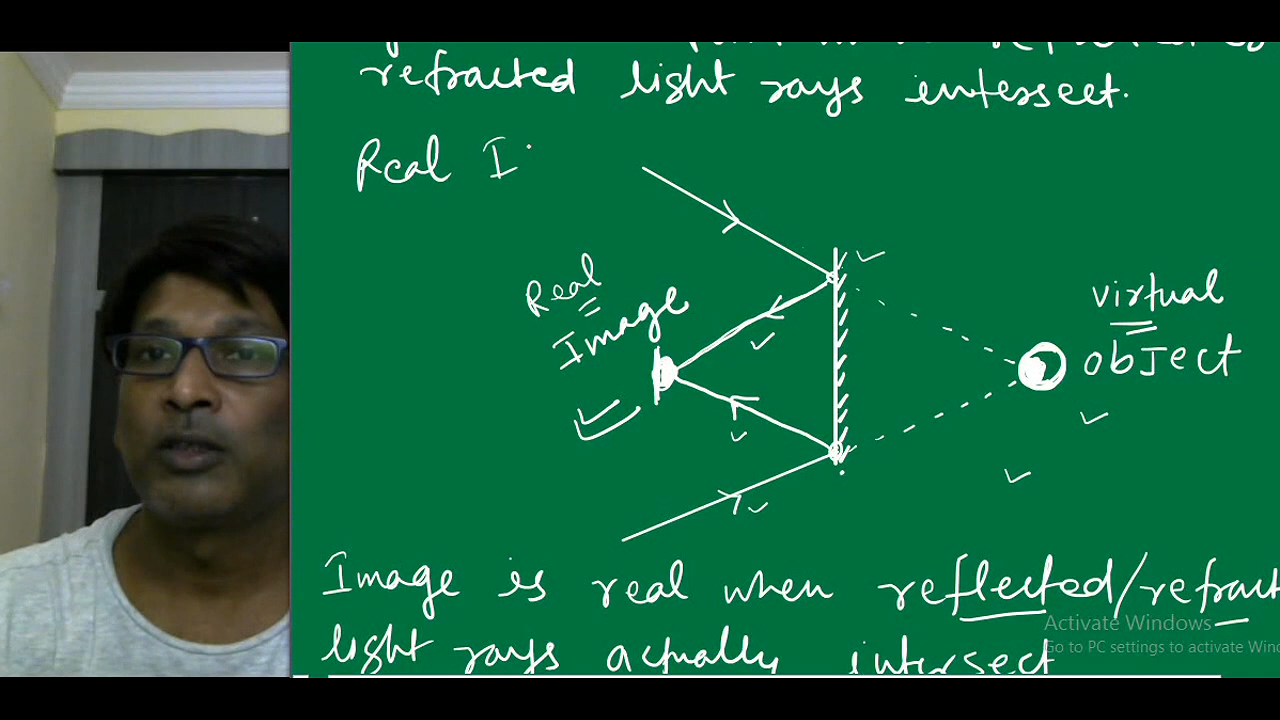 refracted light rays intersect.
Real I
Real
Image
virtual
object
Image is real when reflected/refract
light rays actually intersect
Activate Windows
Go to PC settings to activate Win